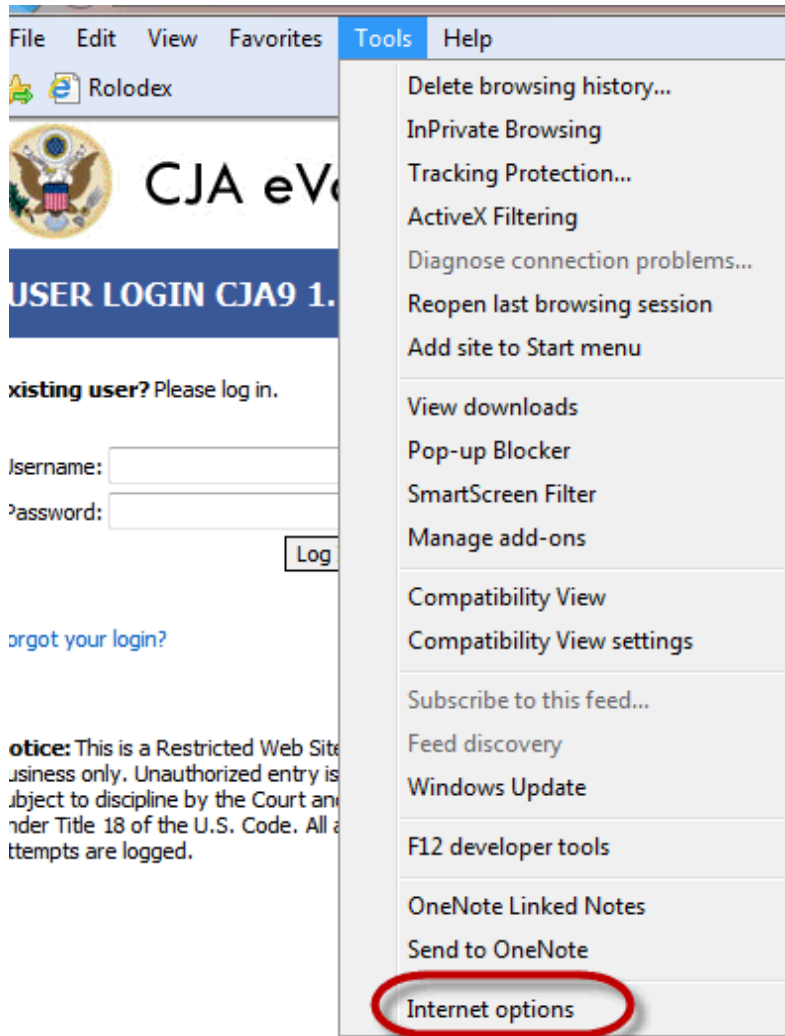 File Edit View Favorites Tools Help
Rolodex
CJA eVo
USER LOGIN CJA9 1.
xisting user? Please log in.
Username:
Password:
Log
orgot your login?
otice: This is a Restricted Web Site
usiness only. Unauthorized entry is
ubject to discipline by the Court and
nder Title 18 of the U.S. Code. All a
ttempts are logged.
Delete browsing history...
InPrivate Browsing
Tracking Protection...
ActiveX Filtering
Diagnose connection problems...
Reopen last browsing session
Add site to Start menu
View downloads
Pop-up Blocker
SmartScreen Filter
Manage add-ons
Compatibility View
Compatibility View settings
Subscribe to this feed...
Feed discovery
Windows Update
F12 developer tools
OneNote Linked Notes
Send to OneNote
Internet options